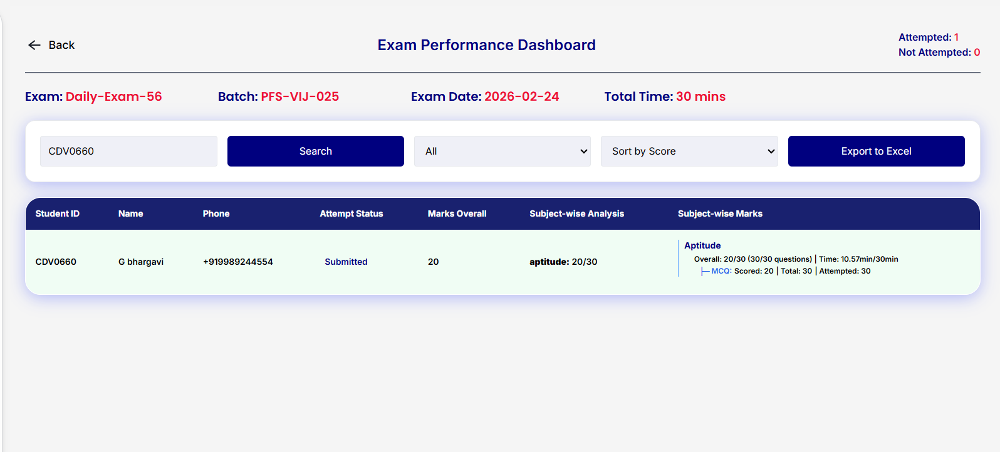 Back
Exam Performance Dashboard
Attempted: 1
Not Attempted: 0
Exam: Daily-Exam-56
Batch: PFS-VIJ-025
Exam Date: 2026-02-24
Total Time: 30 mins
CDV0660
Search
All
Sort by Score
Export to Excel
Student ID Name Phone Attempt Status Marks Overall Subject-wise Analysis Subject-wise Marks
CDV0660 G bhargavi +919989244554 Submitted 20 aptitude: 20/30
Aptitude
Overall: 20/30 (30/30 questions) | Time: 10.57min/30min
├─ MCQ: Scored: 20 | Total: 30 | Attempted: 30